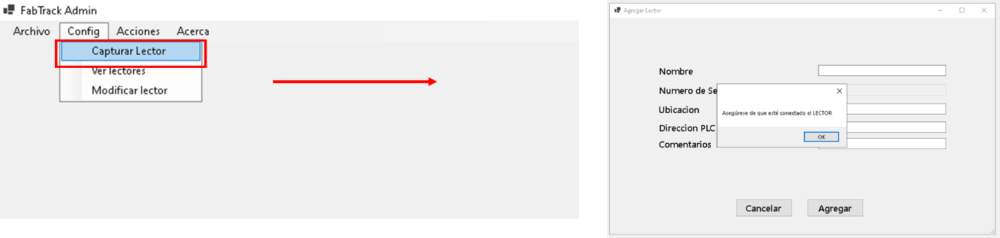 FabTrack Admin
Archivo Config Acciones Acerca
Capturar Lector
Ver lectores
Modificar lector
Agregar Lector
Nombre
Numero de Se
Ubicacion
Direccion PLC
Comentarios
Asegúrese de que esté conectado el LECTOR.
OK
Cancelar Agregar